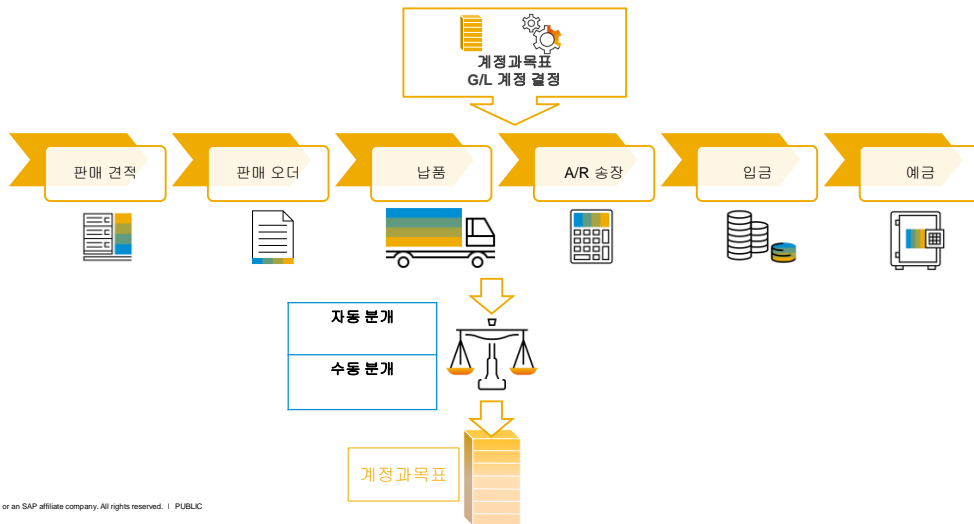 계정과목표
G/L 계정 결정
판매 견적
판매 오더
납품
A/R 송장
입금
예금
자동 분개
수동 분개
계정과목표
or an SAP affiliate company. All rights reserved. ǀ PUBLIC